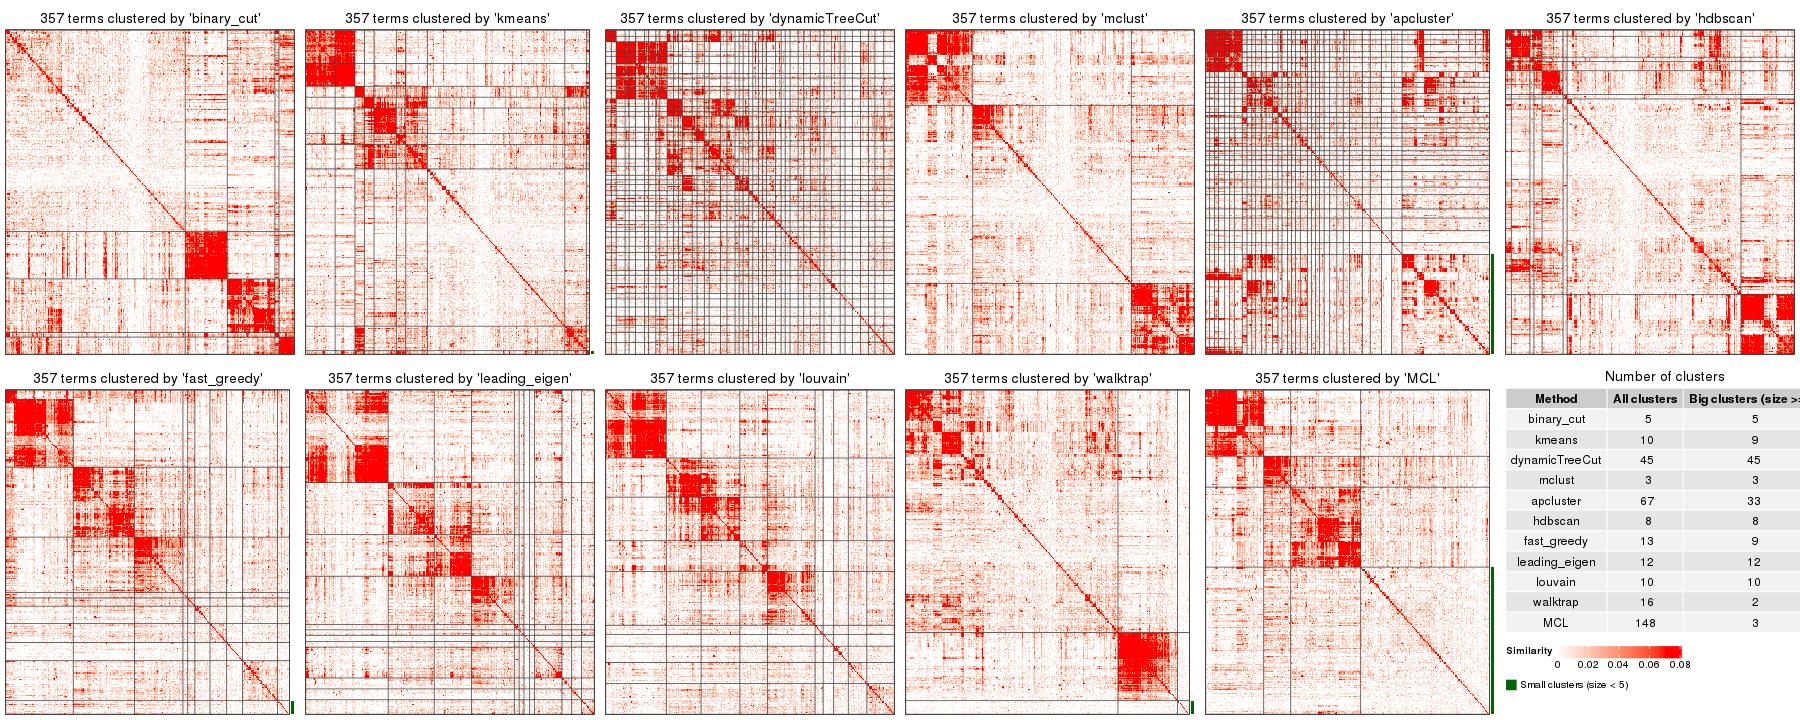 357 terms clustered by 'binary_cut'
357 terms clustered by 'kmeans'
357 terms clustered by 'dynamicTreeCut'
357 terms clustered by 'mclust'
357 terms clustered by 'apcluster'
357 terms clustered by 'hdbscan'
357 terms clustered by 'fast_greedy'
357 terms clustered by 'leading_eigen'
357 terms clustered by 'louvain'
357 terms clustered by 'walktrap'
357 terms clustered by 'MCL'
Number of clusters
Method All clusters Big clusters (size >=
binary_cut 5 5
kmeans 10 9
dynamicTreeCut 45 45
mclust 3 3
apcluster 67 33
hdbscan 8 8
fast_greedy 13 9
leading_eigen 12 12
louvain 10 10
walktrap 16 2
MCL 148 3
Similarity
0 0.02 0.04 0.06 0.08
Small clusters (size < 5)